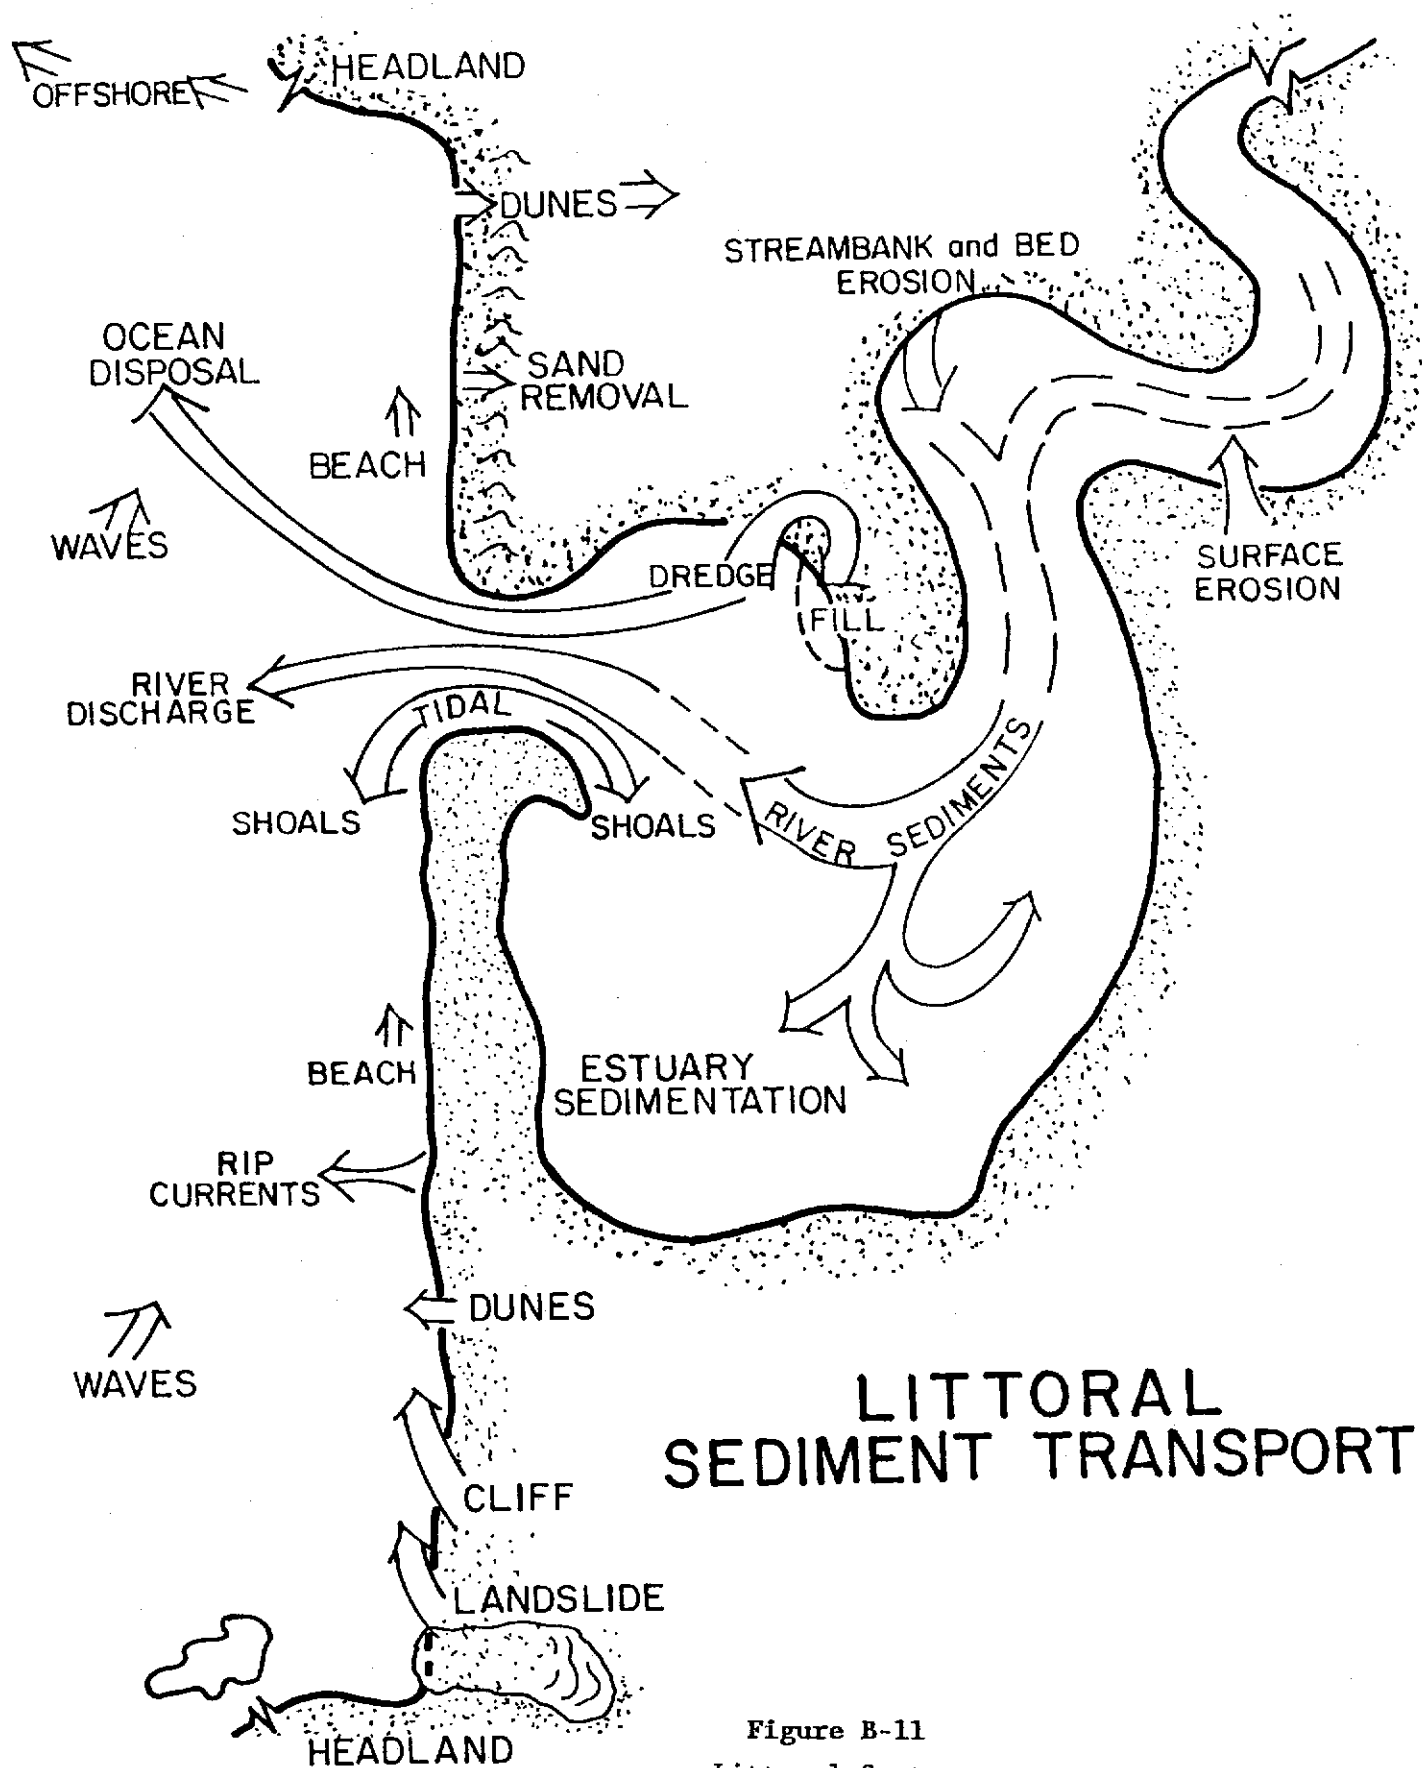 HEADLAND
OFFSHORE
DUNES
STREAMBANK and BED
EROSION
OCEAN
DISPOSAL
SAND
REMOVAL
BEACH
WAVES
DREDGE
SURFACE
EROSION
FILL
RIVER
DISCHARGE
TIDAL
SHOALS
SHOALS
RIVER SEDIMENTS
BEACH
ESTUARY
SEDIMENTATION
RIP
CURRENTS
DUNES
WAVES
LITTORAL
SEDIMENT TRANSPORT
CLIFF
LANDSLIDE
HEADLAND
Figure B-11